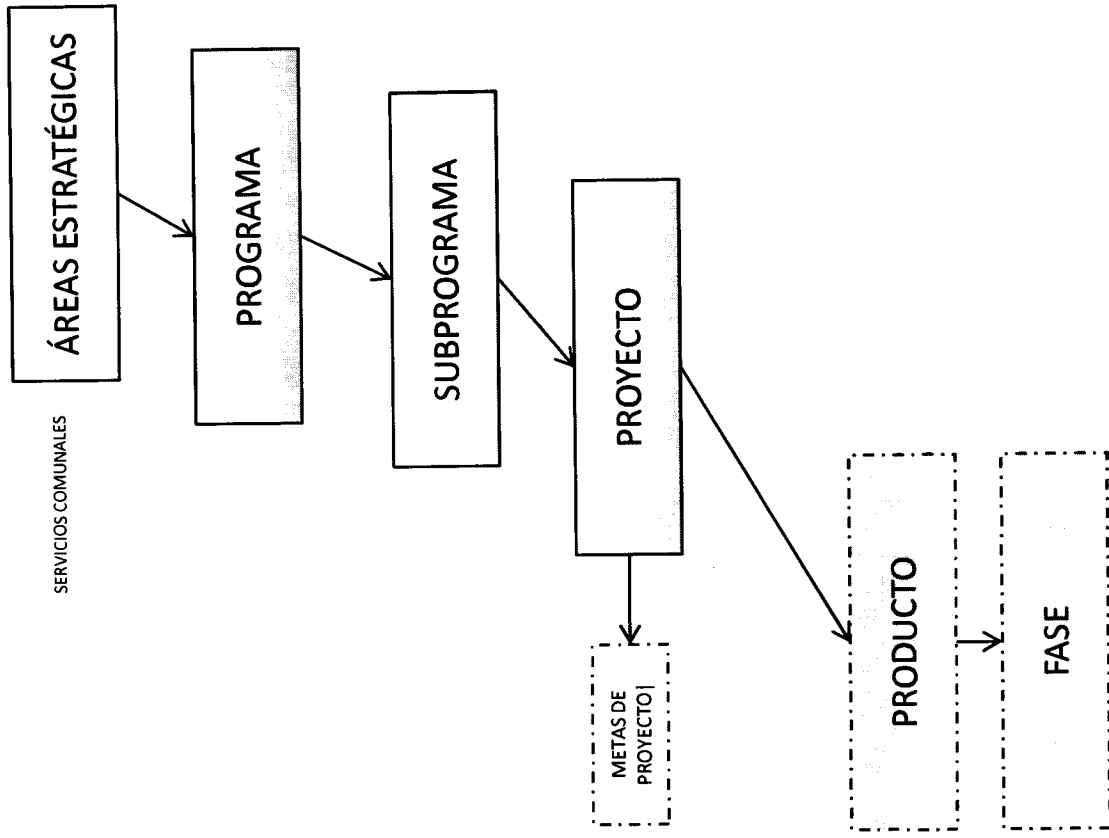 SERVICIOS COMUNALES
ÁREAS ESTRATÉGICAS
PROGRAMA
SUBPROGRAMA
PROYECTO
METAS DE
PROYECTO|
PRODUCTO
FASE